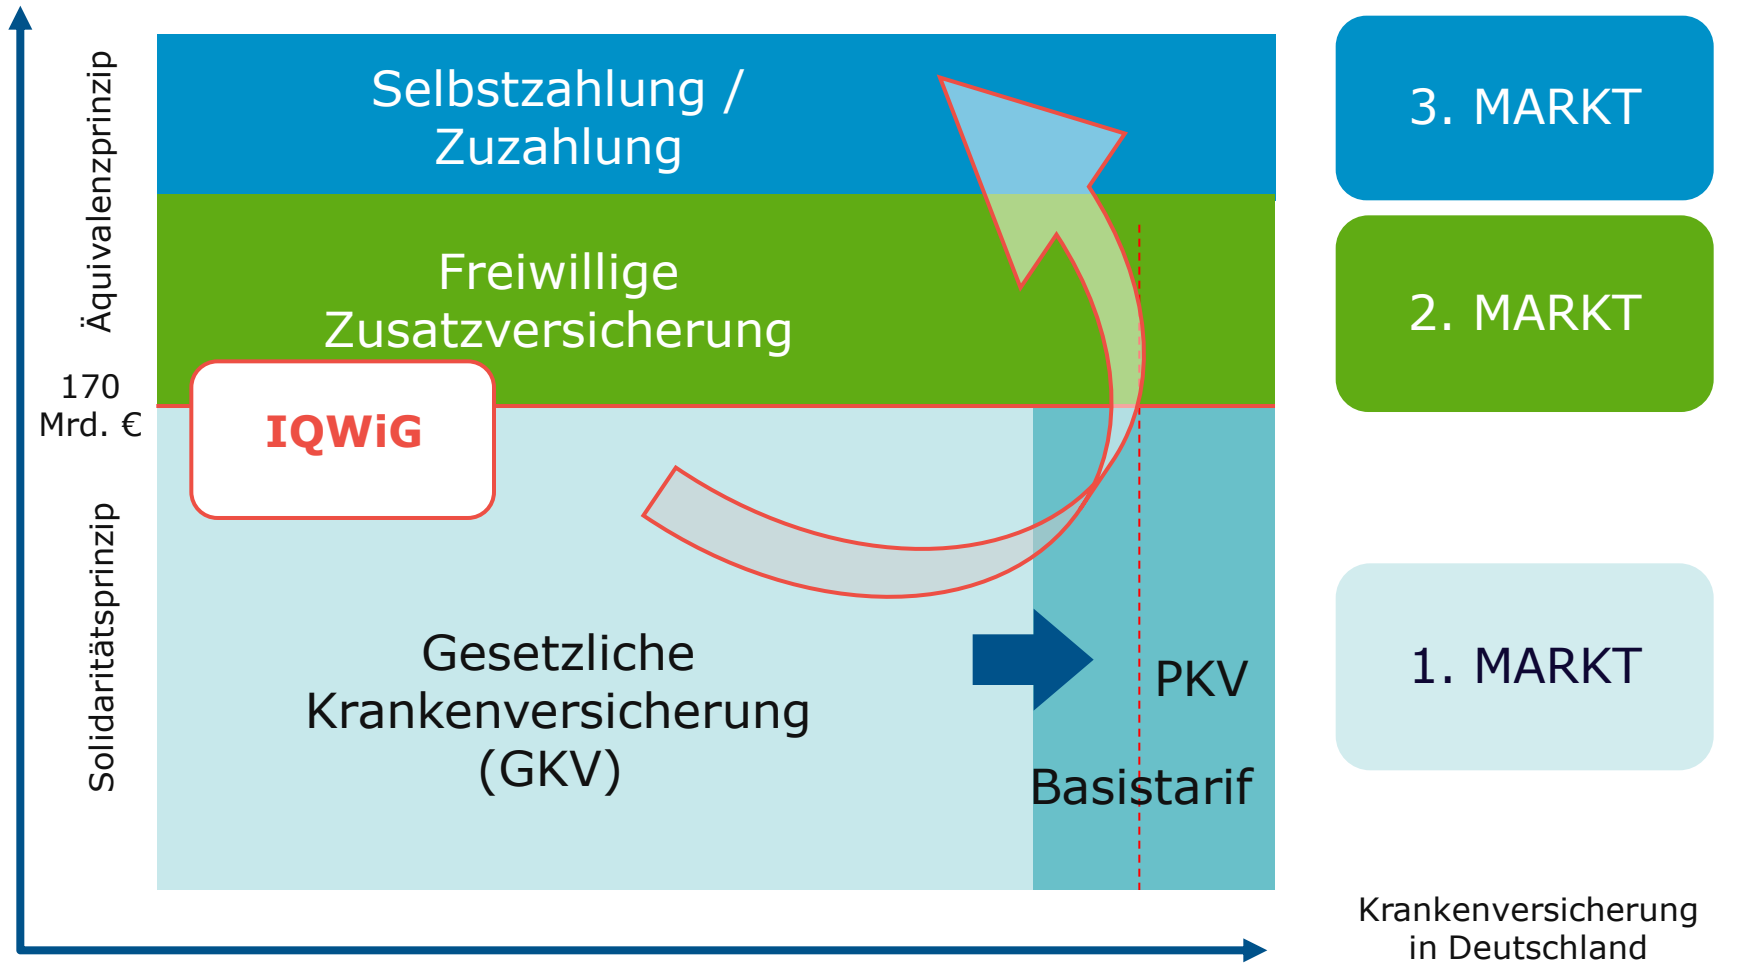 Äquivalenzprinzip
170
Mrd. €
Solidaritätsprinzip
Selbstzahlung /
Zuzahlung
Freiwillige
Zusatzversicherung
IQWiG
Gesetzliche
Krankenversicherung
(GKV)
PKV
Basistarif
3. MARKT
2. MARKT
1. MARKT
Krankenversicherung
in Deutschland